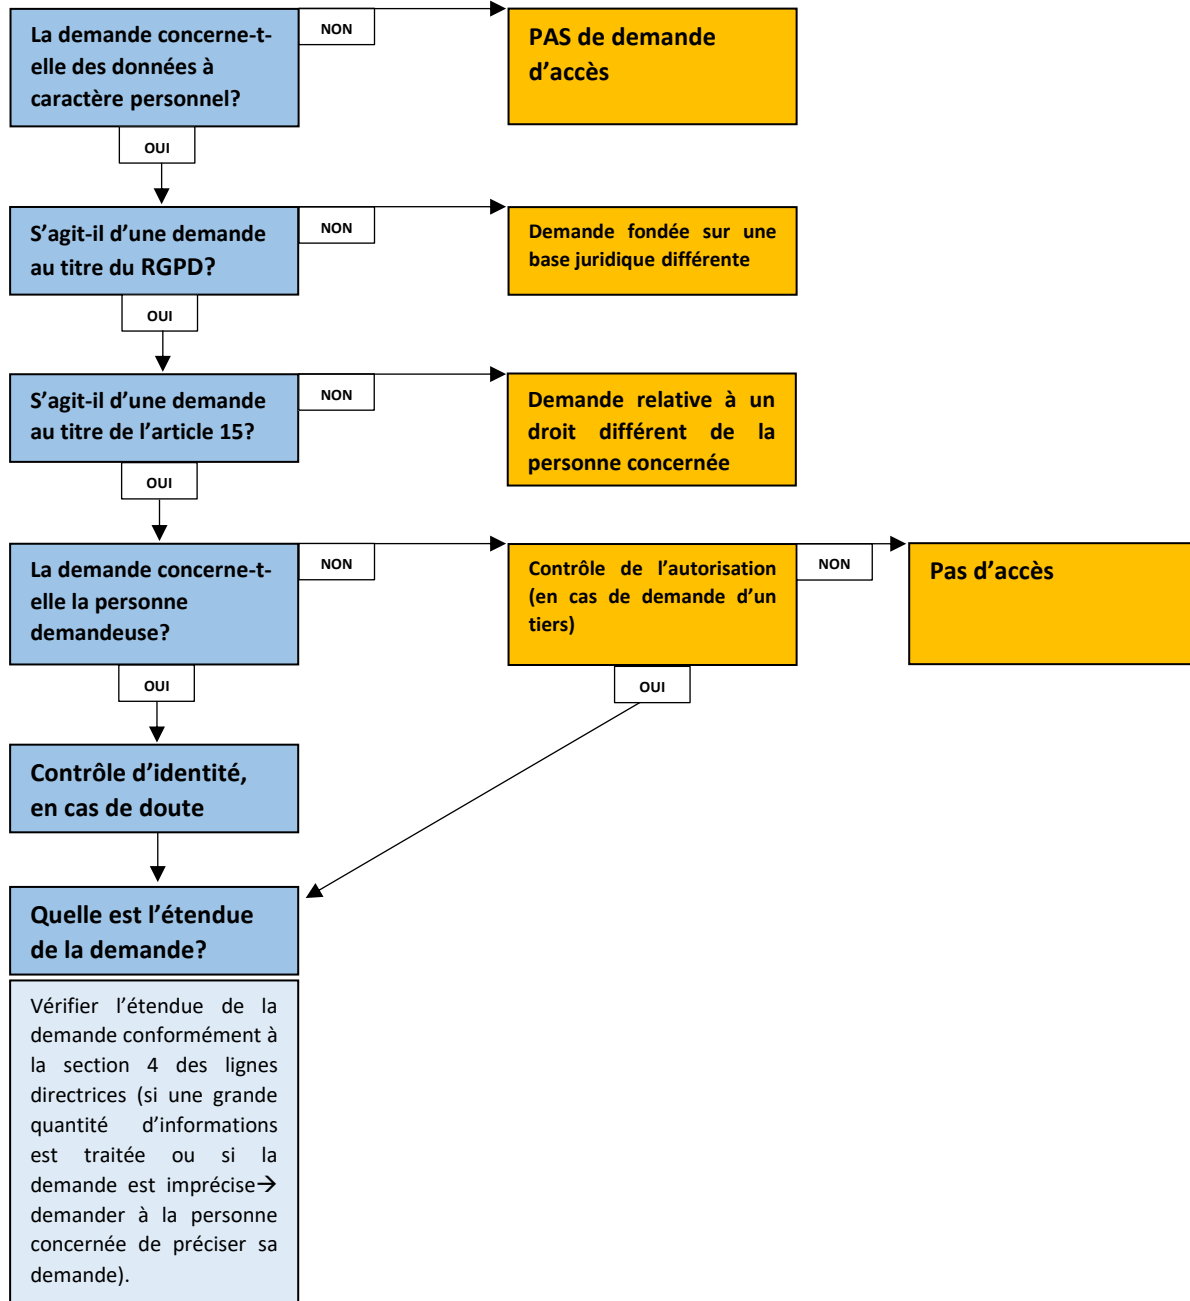 La demande concerne-t-
elle des données à
caractère personnel?
NON
PAS de demande
d’accès
OUI
S’agit-il d’une demande
au titre du RGPD?
NON
Demande fondée sur une
base juridique différente
OUI
S’agit-il d’une demande
au titre de l’article 15?
NON
Demande relative à un
droit différent de la
personne concernée
OUI
La demande concerne-t-
elle la personne
demandeuse?
NON
Contrôle de l’autorisation
(en cas de demande d’un
tiers)
NON
Pas d’accès
OUI
OUI
Contrôle d’identité,
en cas de doute
Quelle est l’étendue
de la demande?
Vérifier l’étendue de la
demande conformément à
la section 4 des lignes
directrices (si une grande
quantité d’informations
est traitée ou si la
demande est imprécise→
demander à la personne
concernée de préciser sa
demande).